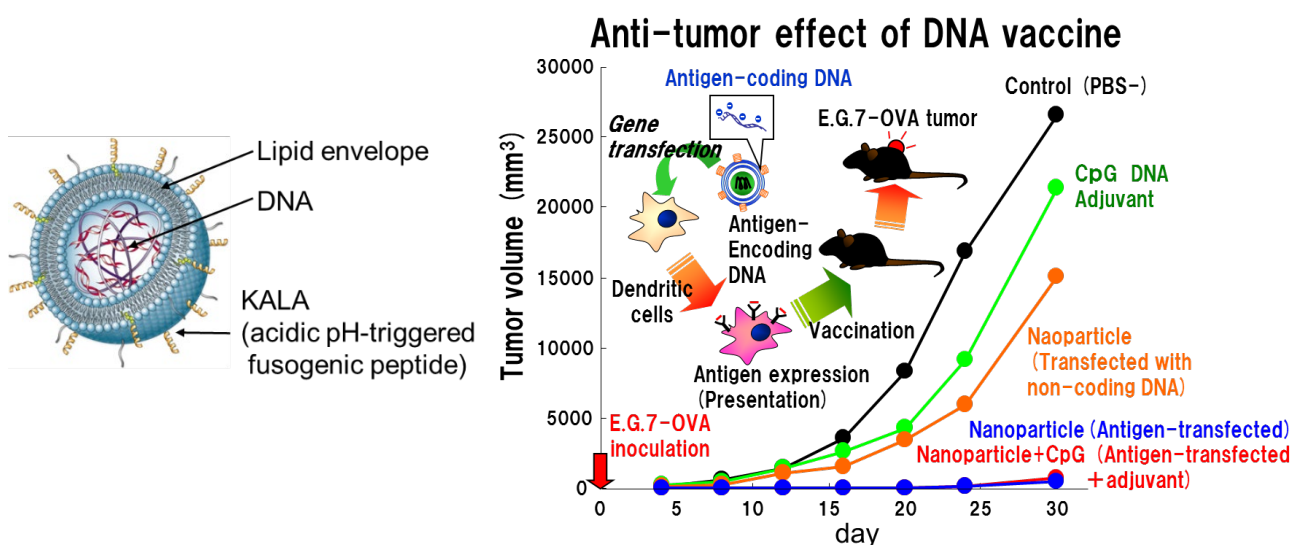 Lipid envelope
DNA
KALA
(acidic pH-triggered
fusogenic peptide)
Anti-tumor effect of DNA vaccine
Tumor volume (mm³)
30000
25000
20000
15000
10000
5000
0
Antigen-coding DNA
Gene
transfection
Antigen-
Encoding
DNA
Dendritic
cells
Antigen expression
(Presentation)
Vaccination
E.G.7-OVA tumor
Control (PBS-)
CpG DNA
Adjuvant
Naoparticle
(Transfected with
non-coding DNA)
Nanoparticle (Antigen-transfected)
Nanoparticle+CpG (Antigen-transfected
+adjuvant)
E.G.7-OVA
inoculation
0 5 10 15 20 25 30
day